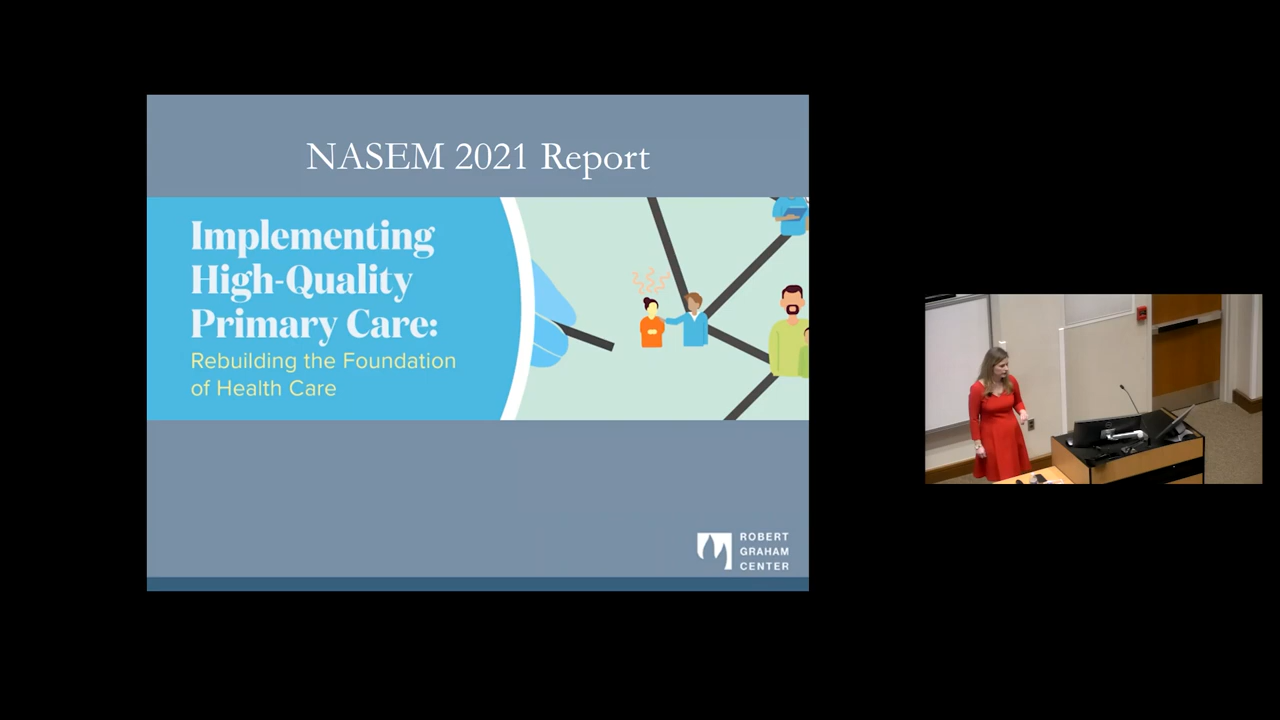 NASEM 2021 Report
Implementing
High-Quality
Primary Care:
Rebuilding the Foundation
of Health Care
ROBERT
GRAHAM
CENTER